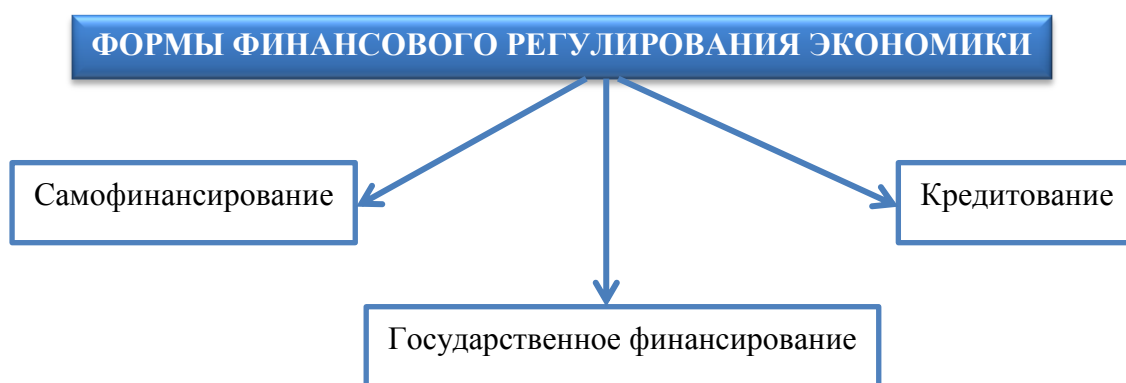 ФОРМЫ ФИНАНСОВОГО РЕГУЛИРОВАНИЯ ЭКОНОМИКИ
Самофинансирование
Кредитование
Государственное финансирование